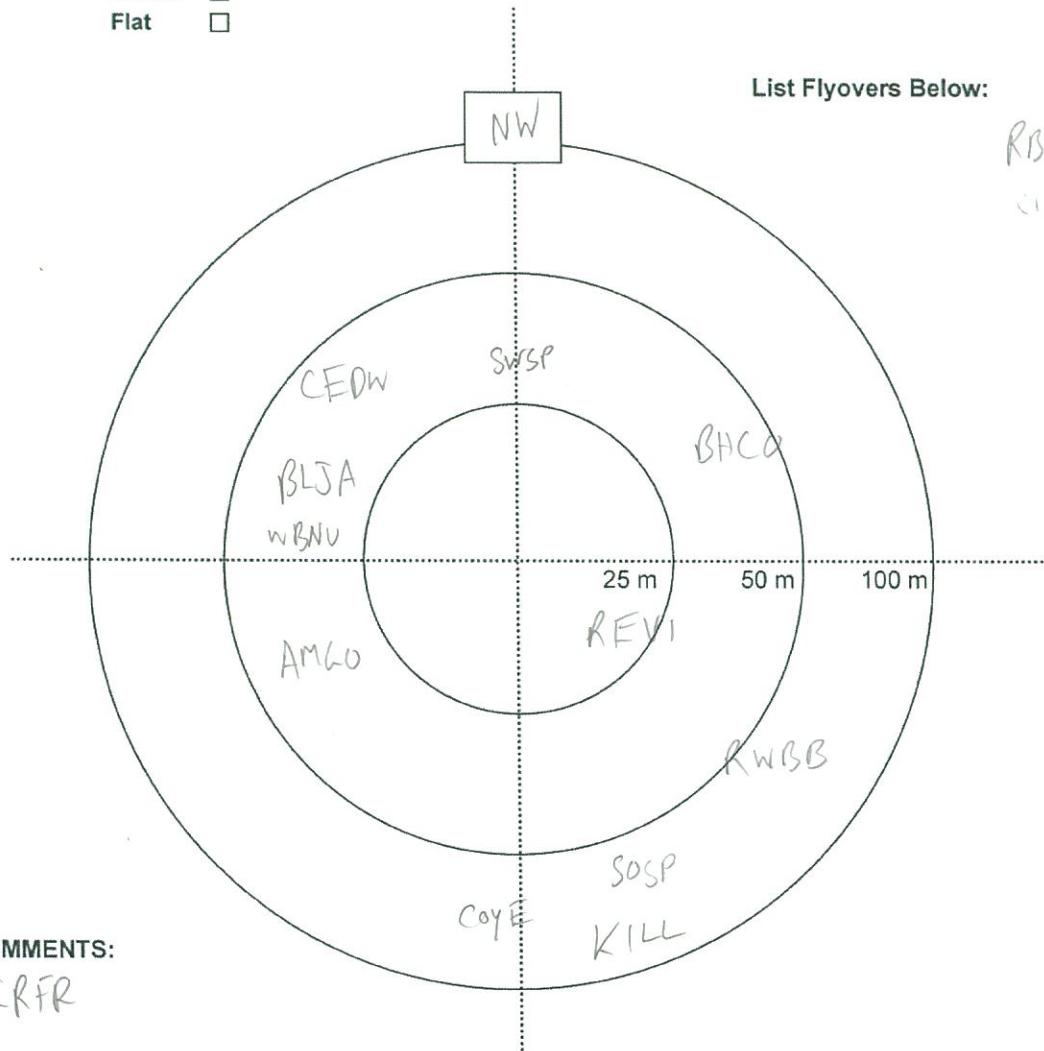 Flat
List Flyovers Below:
NW
RB
CEDW
SWSP
BHCO
BLJA
WBNU
25 m 50 m 100 m
REVI
AMGO
RWBB
SOSP
COYE
KILL
MMENTS: